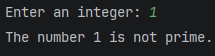 Enter an integer: 1
The number 1 is not prime.